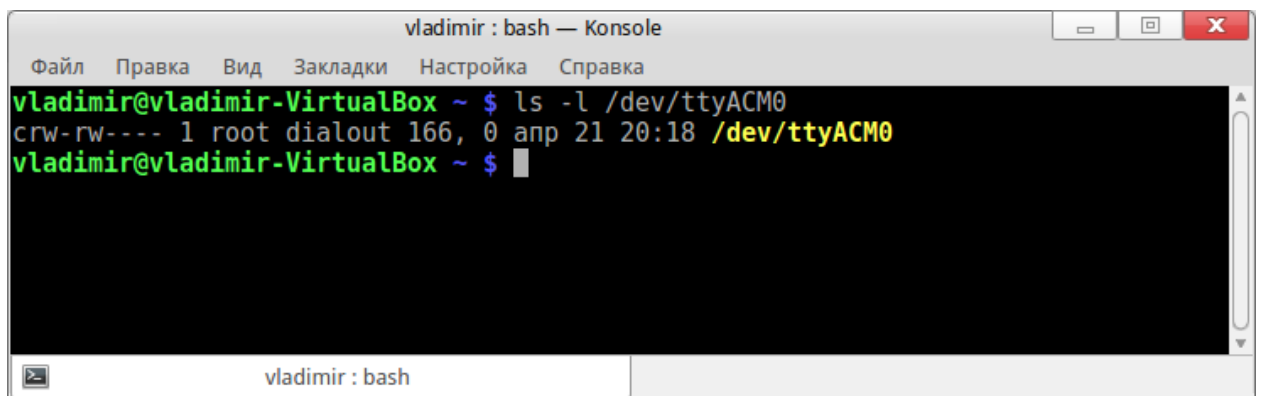 vladimir : bash — Konsole
Файл Правка Вид Закладки Настройка Справка
vladimir@vladimir-VirtualBox ~ $ ls -l /dev/ttyACM0
crw-rw---- 1 root dialout 166, 0 апр 21 20:18 /dev/ttyACM0
vladimir@vladimir-VirtualBox ~ $
vladimir : bash